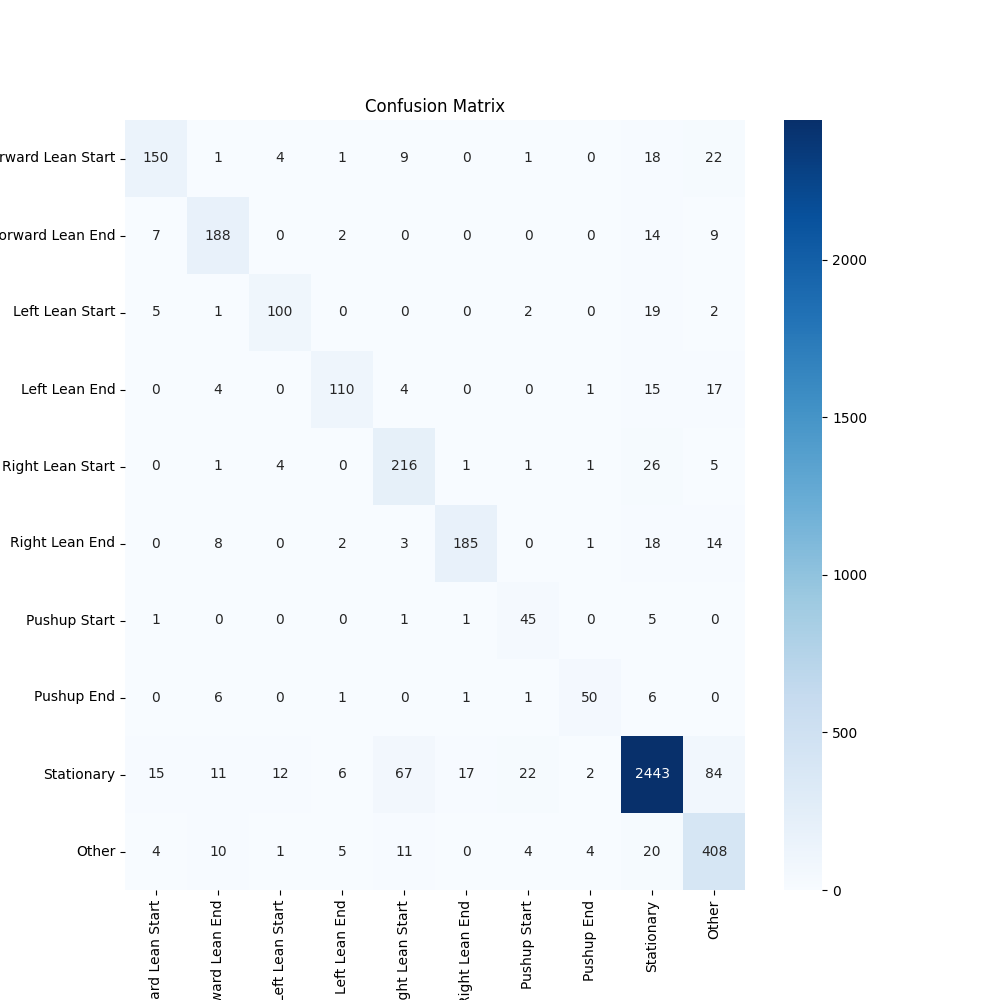 Confusion Matrix
rward Lean Start 150 1 4 1 9 0 1 0 18 22
orward Lean End 7 188 0 2 0 0 0 0 14 9
Left Lean Start 5 1 100 0 0 0 2 0 19 2
Left Lean End 0 4 0 110 4 0 0 1 15 17
Right Lean Start 0 1 4 0 216 1 1 1 26 5
Right Lean End 0 8 0 2 3 185 0 1 18 14
Pushup Start 1 0 0 0 1 1 45 0 5 0
Pushup End 0 6 0 1 0 1 1 50 6 0
Stationary 15 11 12 6 67 17 22 2 2443 84
Other 4 10 1 5 11 0 4 4 20 408
ard Lean Start
ward Lean End
Left Lean Start
Left Lean End
ght Lean Start
Right Lean End
Pushup Start
Pushup End
Stationary
Other
2000
1500
1000
500
0